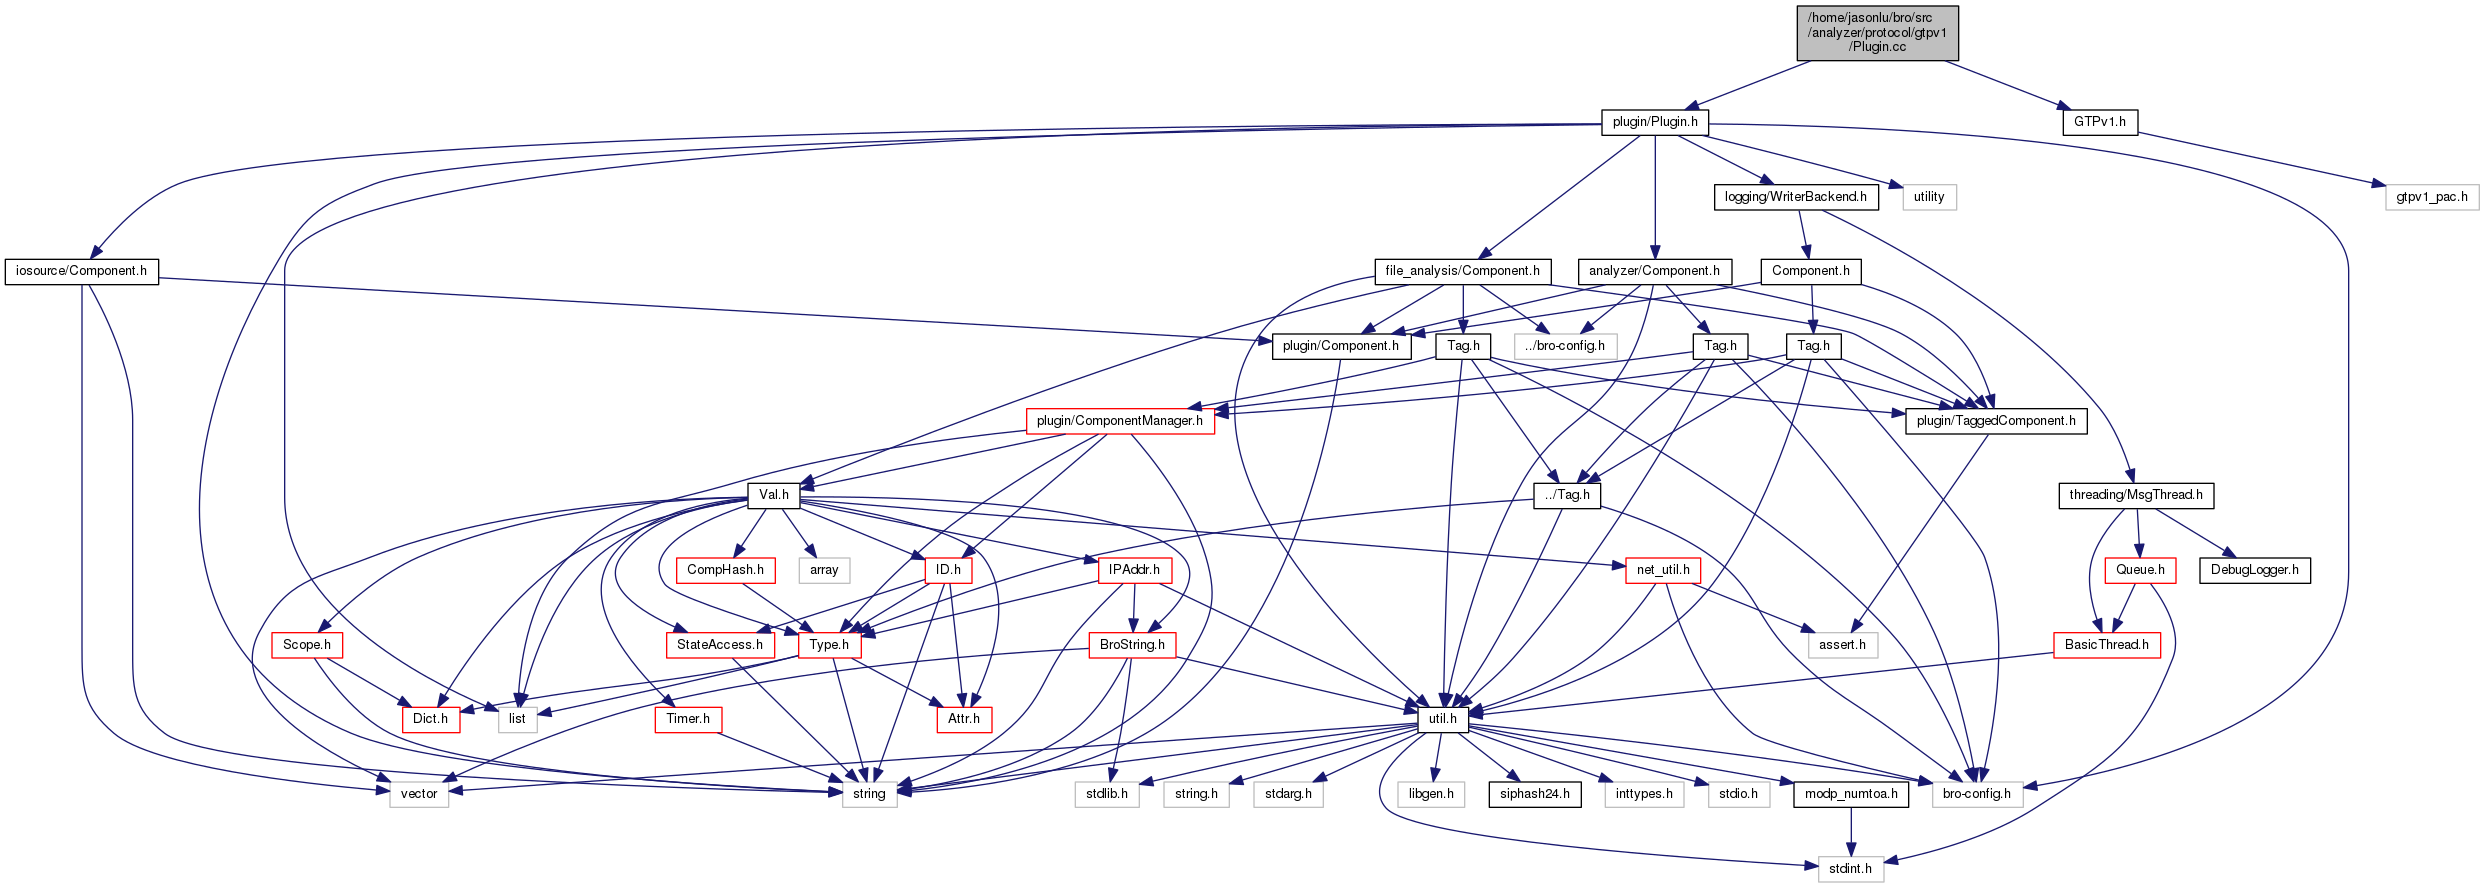 /home/jasonlu/bro/src
/analyzer/protocol/gtpv1
/Plugin.cc
plugin/Plugin.h
GTPv1.h
logging/WriterBackend.h
utility
gtpv1_pac.h
iosource/Component.h
file_analysis/Component.h
analyzer/Component.h
Component.h
plugin/Component.h
Tag.h
../bro-config.h
Tag.h
Tag.h
plugin/ComponentManager.h
plugin/TaggedComponent.h
Val.h
../Tag.h
threading/MsgThread.h
CompHash.h
array
ID.h
IPAddr.h
net_util.h
Queue.h
DebugLogger.h
Scope.h
StateAccess.h
Type.h
BroString.h
assert.h
BasicThread.h
Dict.h
list
Timer.h
Attr.h
util.h
vector
string
stdlib.h
string.h
stdarg.h
libgen.h
siphash24.h
inttypes.h
stdio.h
modp_numtoa.h
bro-config.h
stdint.h